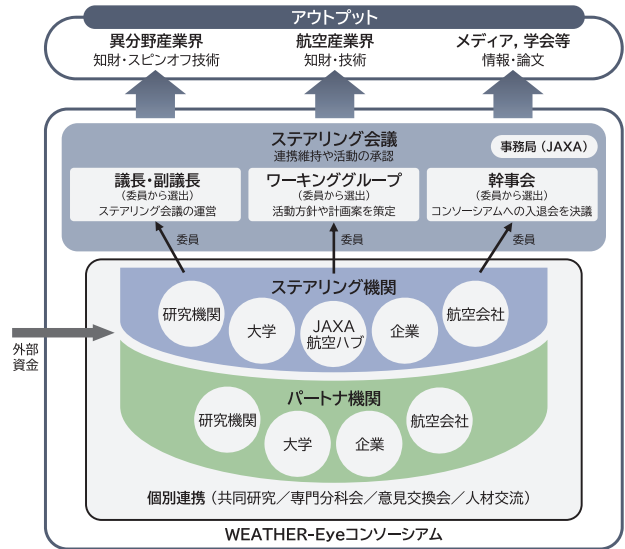 アウトプット
異分野産業界
知財・スピンオフ技術
航空産業界
知財・技術
メディア，学会等
情報・論文
ステアリング会議
連携維持や活動の承認
事務局（JAXA）
議長・副議長
（委員から選出）
ステアリング会議の運営
ワーキンググループ
（委員から選出）
活動方針や計画案を策定
幹事会
（委員から選出）
コンソーシアムへの入退会を決議
委員
委員
委員
ステアリング機関
研究機関
大学
JAXA
航空ハブ
企業
航空会社
外部
資金
パートナ機関
研究機関
大学
企業
航空会社
個別連携（共同研究／専門分科会／意見交換会／人材交流）
WEATHER-Eyeコンソーシアム